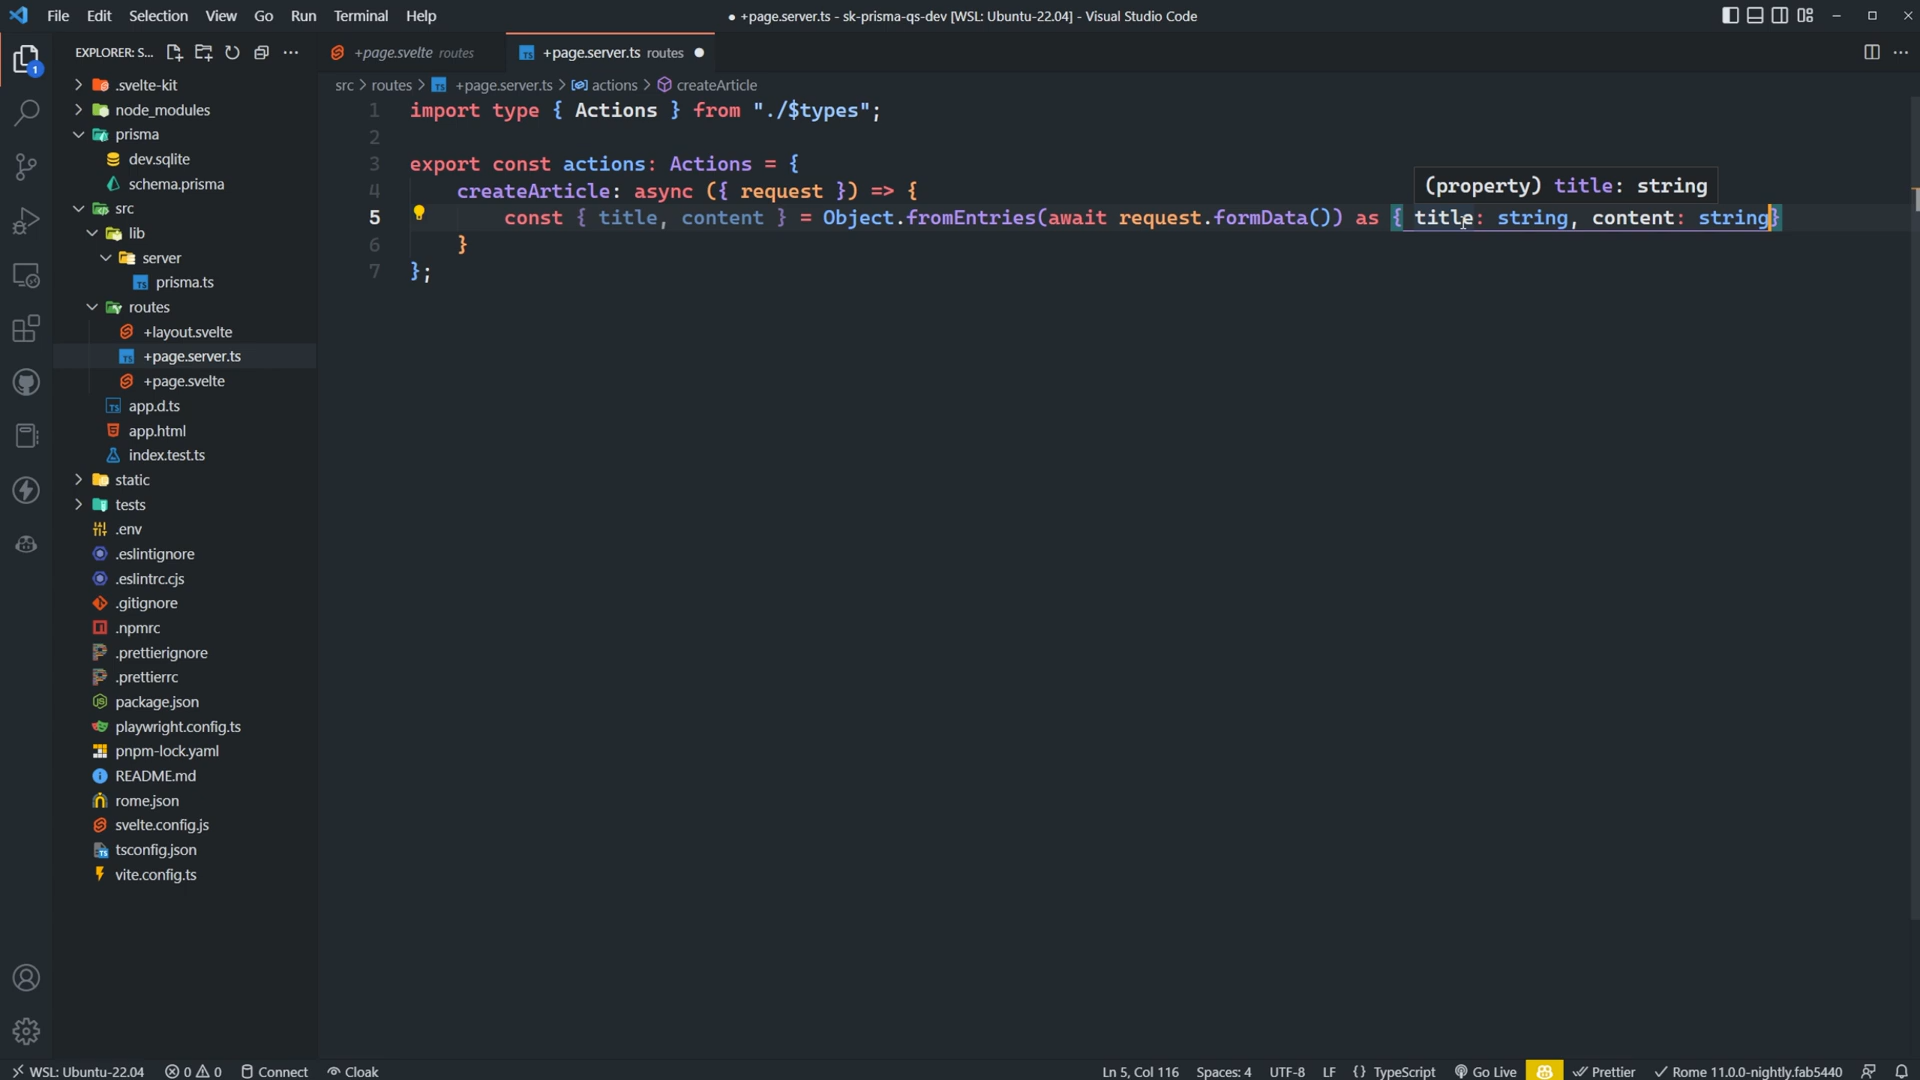 File Edit Selection View Go Run Terminal Help
● +page.server.ts - sk-prisma-qs-dev [WSL: Ubuntu-22.04] - Visual Studio Code
EXPLORER: S...
.svelte-kit
node_modules
prisma
dev.sqlite
schema.prisma
src
lib
server
prisma.ts
routes
+layout.svelte
+page.server.ts
+page.svelte
app.d.ts
app.html
index.test.ts
static
tests
.env
.eslintignore
.eslintrc.cjs
.gitignore
.npmrc
.prettierignore
.prettierrc
package.json
playwright.config.ts
pnpm-lock.yaml
README.md
rome.json
svelte.config.js
tsconfig.json
vite.config.ts
1
+page.svelte routes
+page.server.ts routes ●
src > routes > TS +page.server.ts > actions > createArticle
1 import type { Actions } from "./$types";
2
3 export const actions: Actions = {
4 createArticle: async ({ request }) => {
(property) title: string
5 const { title, content } = Object.fromEntries(await request.formData()) as { title: string, content: string}
6 }
7 };
WSL: Ubuntu-22.04 0 0 Connect Cloak
Ln 5, Col 116 Spaces: 4 UTF-8 LF {} TypeScript Go Live Prettier Rome 11.0.0-nightly.fab5440